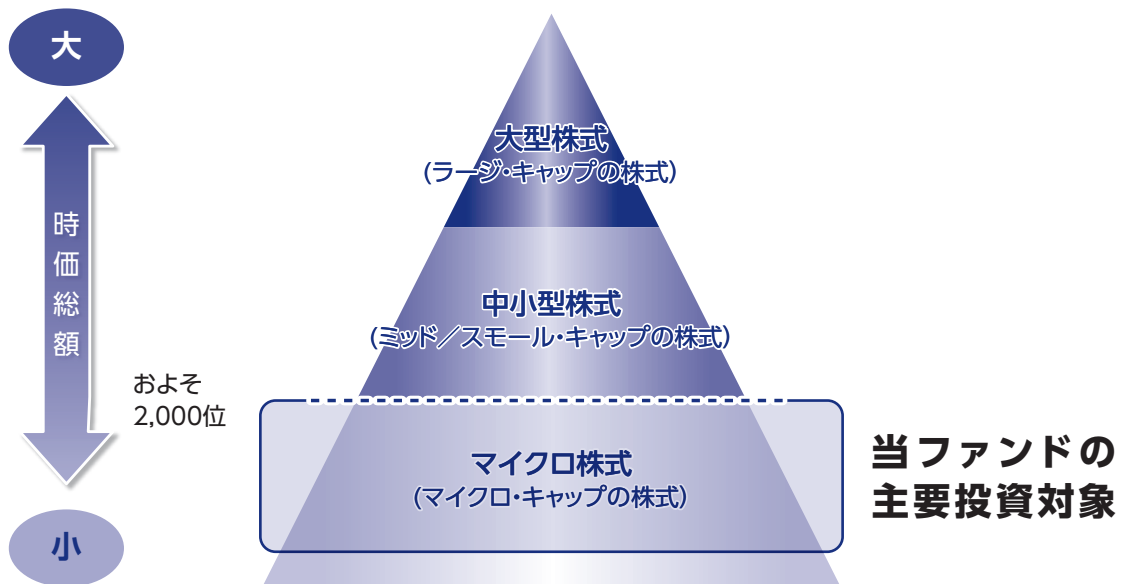 大
時価総額
小
およそ
2,000位
大型株式
(ラージ・キャップの株式)
中小型株式
(ミッド／スモール・キャップの株式)
マイクロ株式
(マイクロ・キャップの株式)
当ファンドの
主要投資対象